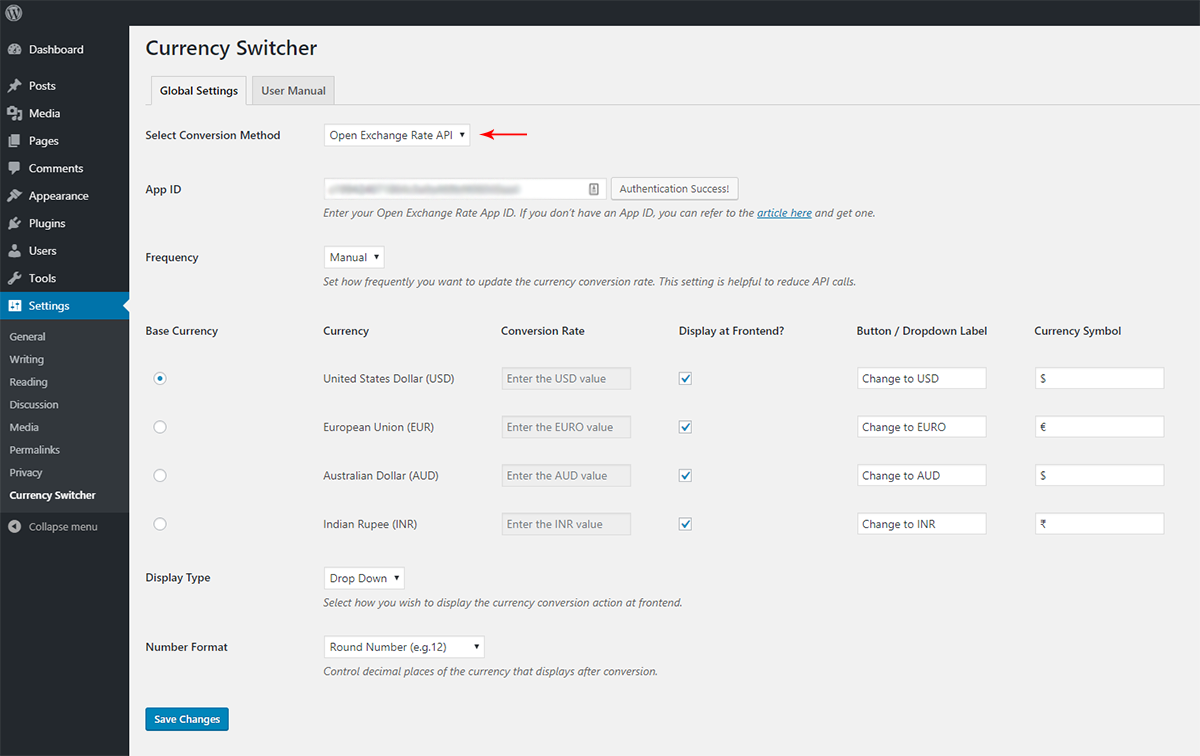 Dashboard
Posts
Media
Pages
Comments
Appearance
Plugins
Users
Tools
Settings
General
Writing
Reading
Discussion
Media
Permalinks
Privacy
Currency Switcher
Collapse menu
Currency Switcher
Global Settings User Manual
Select Conversion Method Open Exchange Rate API
App ID Authentication Success!
Enter your Open Exchange Rate App ID. If you don't have an App ID, you can refer to the article here and get one.
Frequency Manual
Set how frequently you want to update the currency conversion rate. This setting is helpful to reduce API calls.
Base Currency Currency Conversion Rate Display at Frontend? Button / Dropdown Label Currency Symbol
United States Dollar (USD) Enter the USD value Change to USD $
European Union (EUR) Enter the EURO value Change to EURO €
Australian Dollar (AUD) Enter the AUD value Change to AUD $
Indian Rupee (INR) Enter the INR value Change to INR ₹
Display Type Drop Down
Select how you wish to display the currency conversion action at frontend.
Number Format Round Number (e.g.12)
Control decimal places of the currency that displays after conversion.
Save Changes